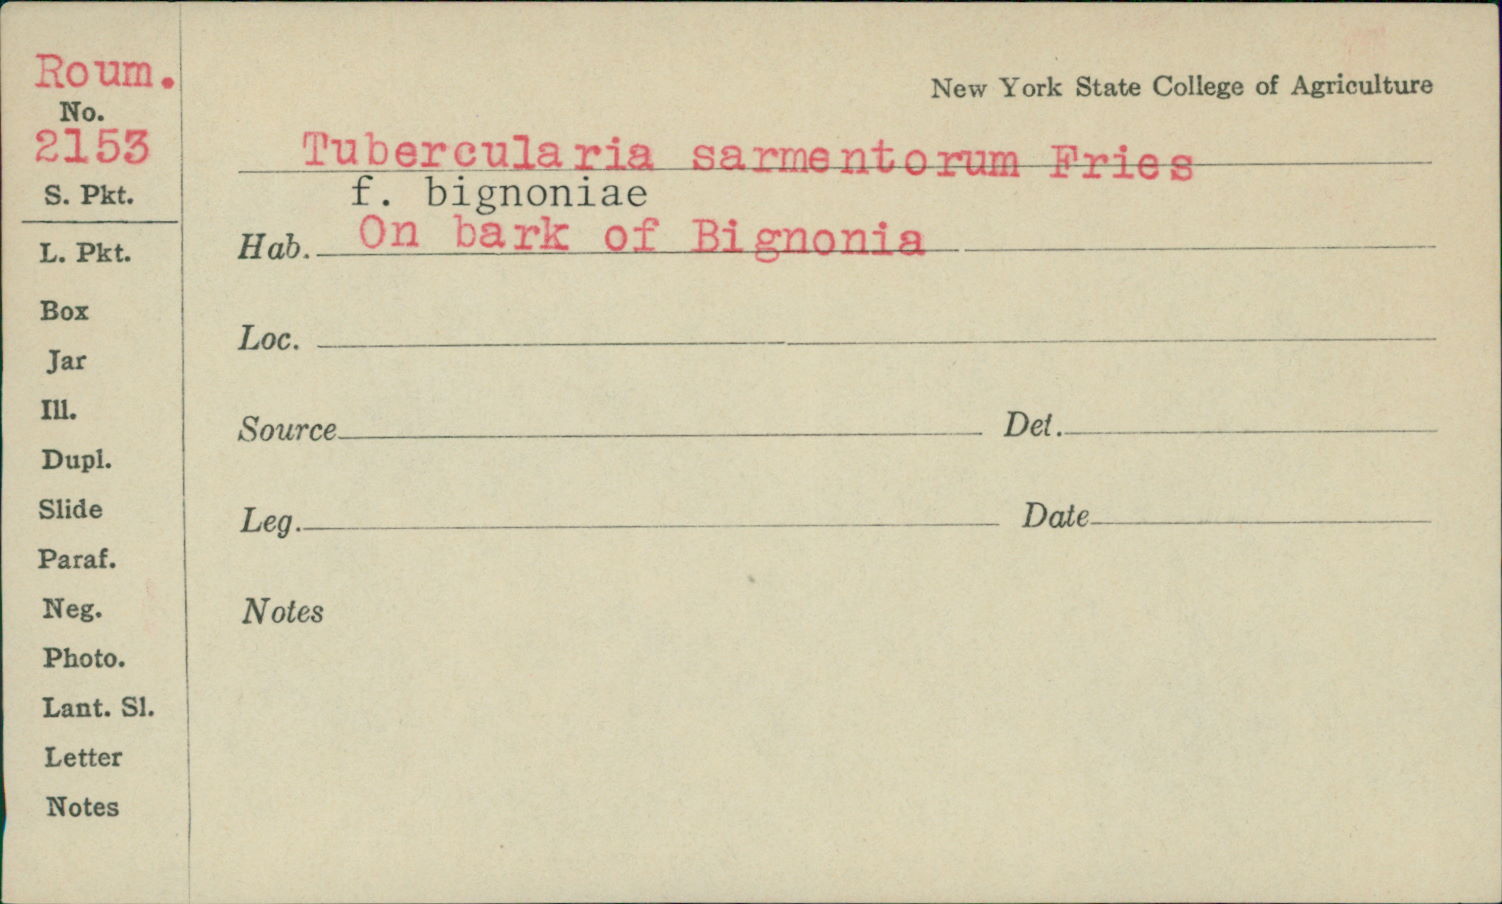 Roum.
No.
2153
S. Pkt.
L. Pkt.
Box
Jar
Ill.
Dupl.
Slide
Paraf.
Neg.
Photo.
Lant. Sl.
Letter
Notes
New York State College of Agriculture
Tubercularia sarmentorum Fries
f. bignoniae
Hab. On bark of Bignonia
Loc.
Source Det.
Leg. Date
Notes